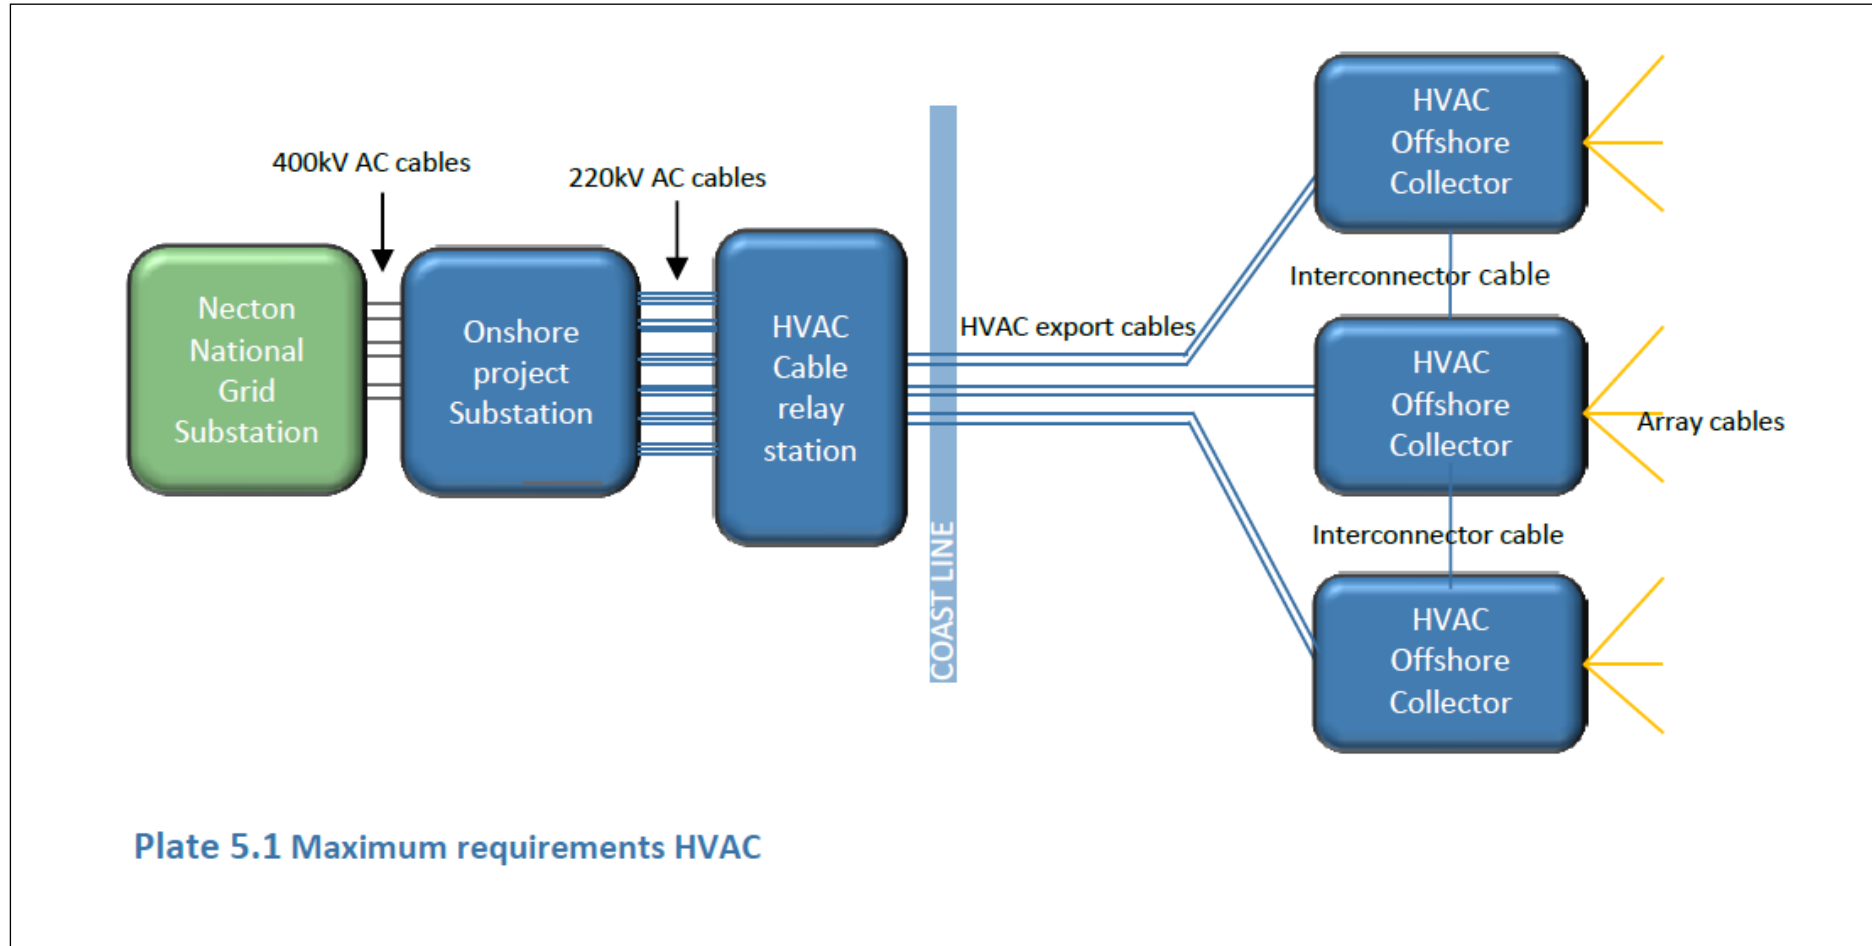 400kV AC cables
220kV AC cables
Necton
National
Grid
Substation
Onshore
project
Substation
HVAC
Cable
relay
station
COAST LINE
HVAC export cables
HVAC
Offshore
Collector
Interconnector cable
HVAC
Offshore
Collector
Array cables
Interconnector cable
HVAC
Offshore
Collector
Plate 5.1 Maximum requirements HVAC